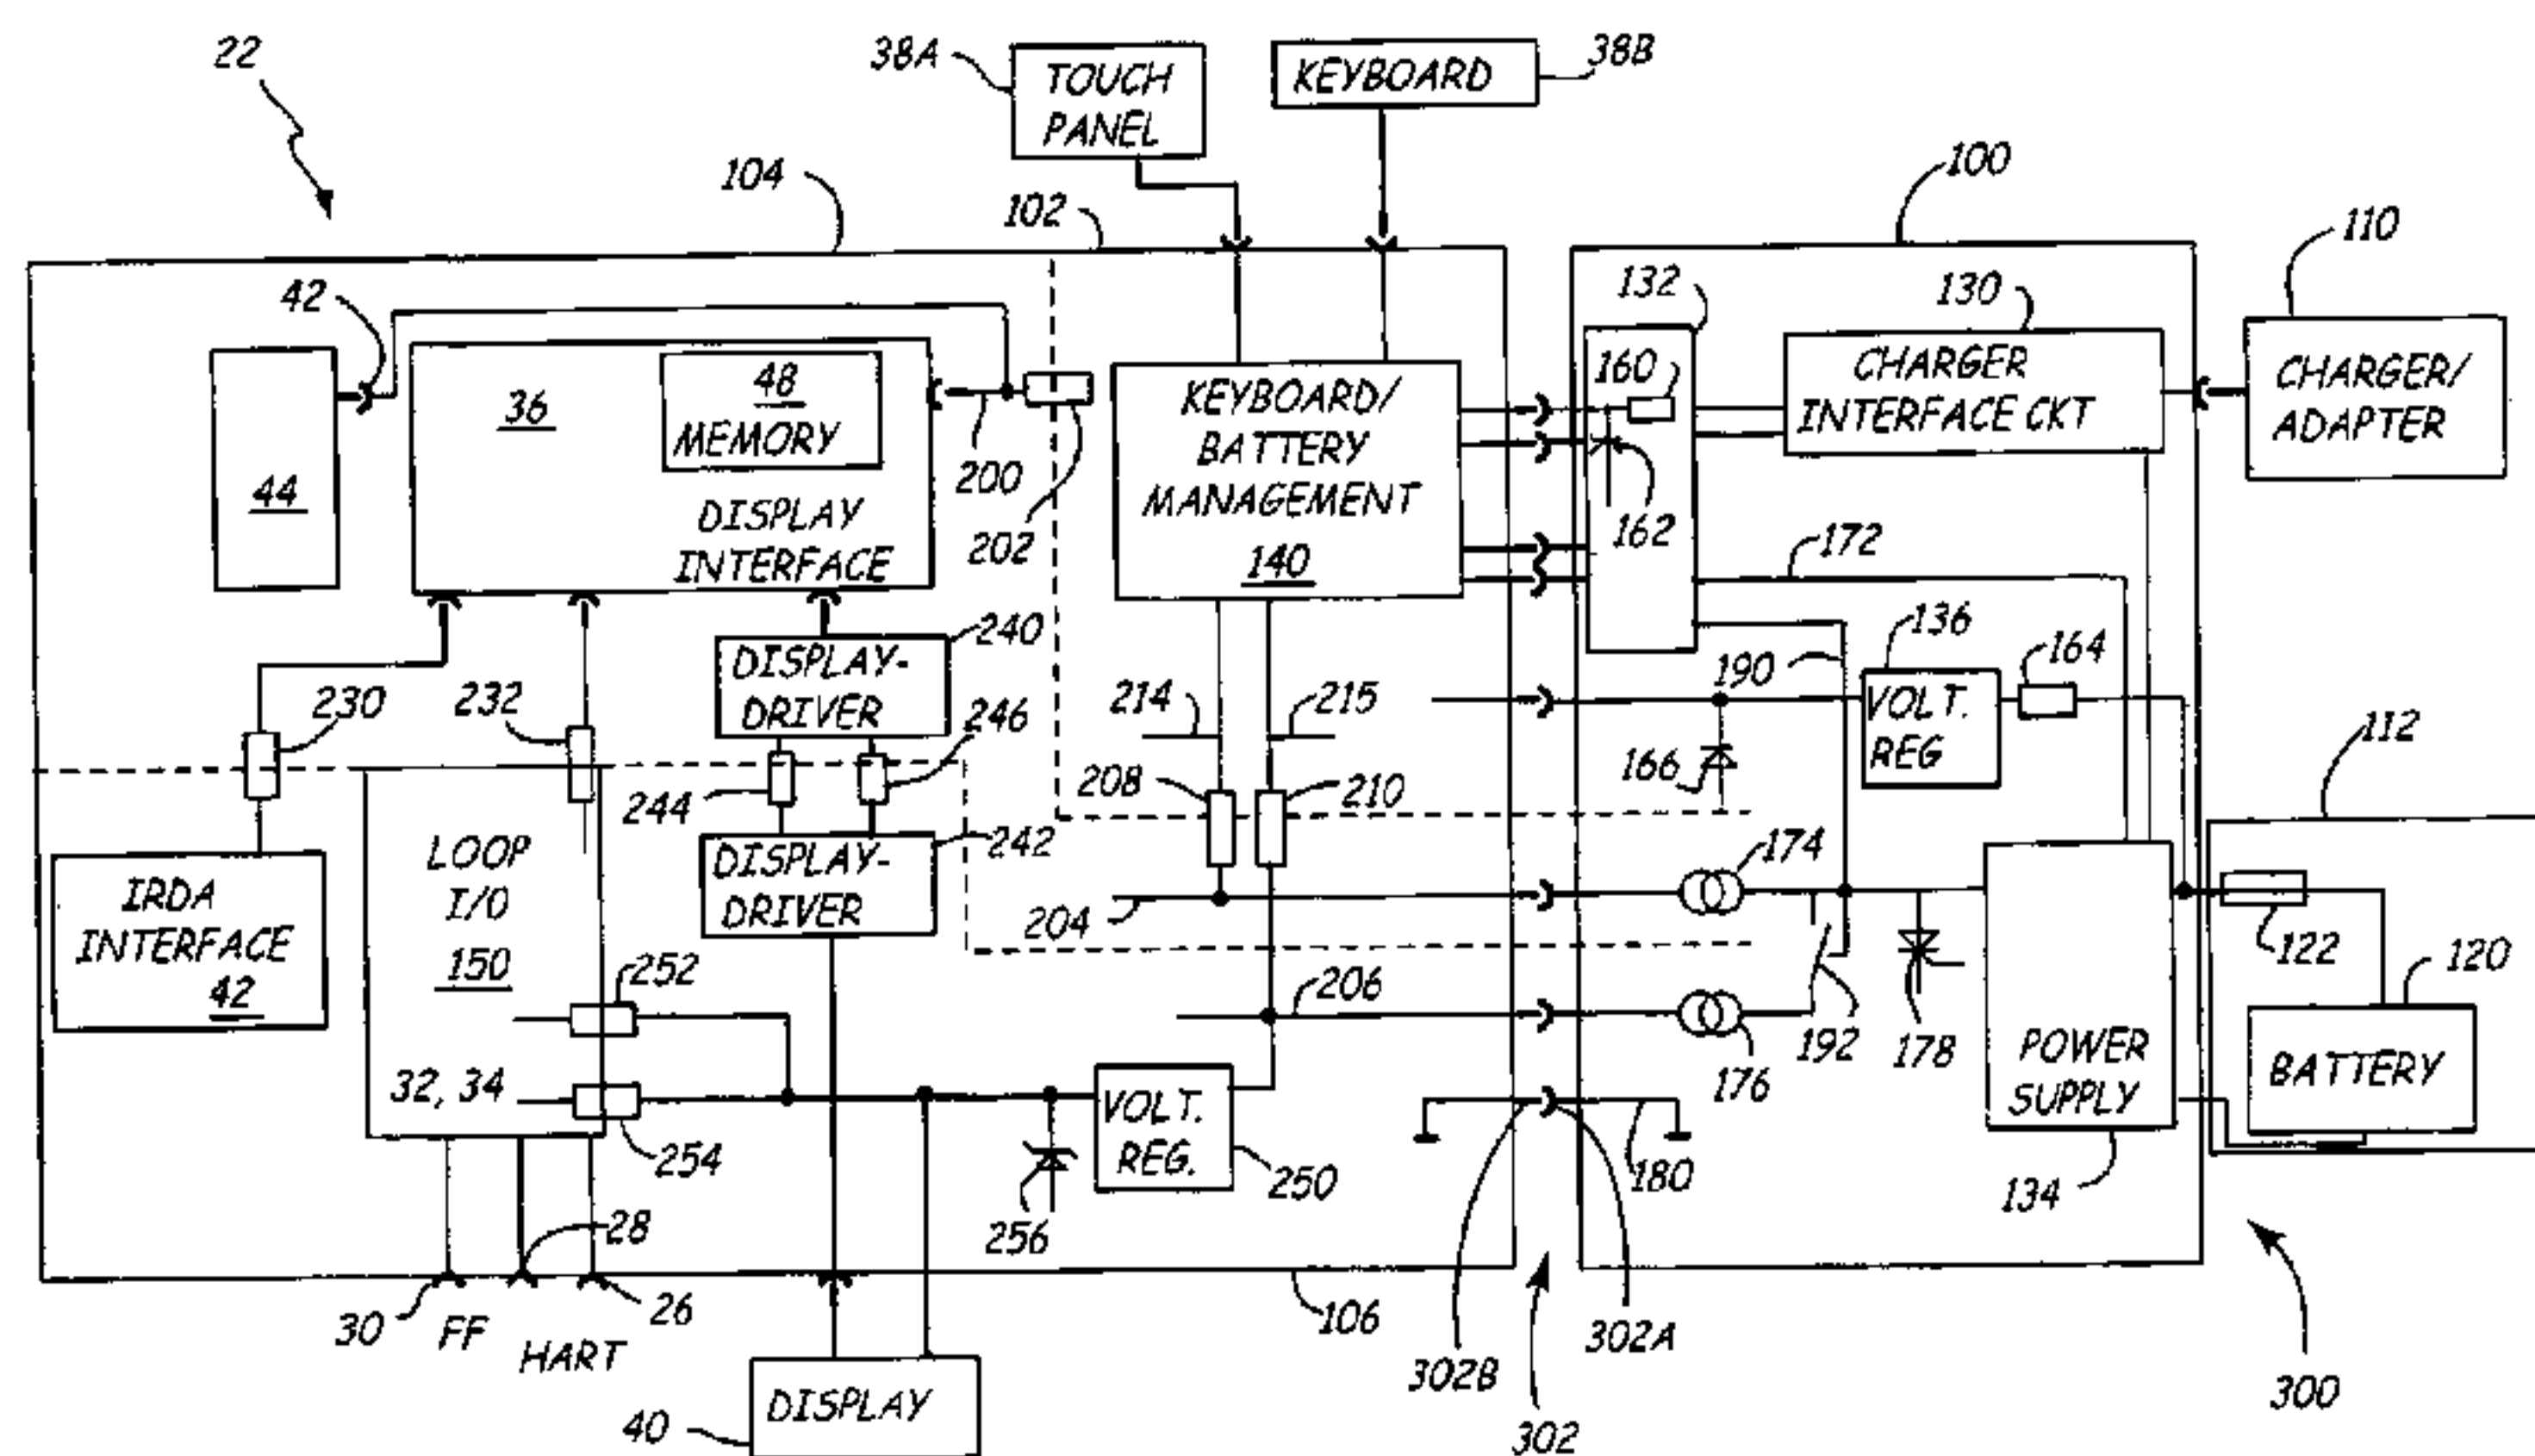 22
38A
TOUCH
PANEL
KEYBOARD
38B
104
102
100
110
42
132
130
44
36
48
MEMORY
DISPLAY
INTERFACE
200
202
KEYBOARD/
BATTERY
MANAGEMENT
140
160
162
CHARGER
INTERFACE CKT
CHARGER/
ADAPTER
172
230
232
240
DISPLAY-
DRIVER
246
244
214
215
208
210
190
136
VOLT.
REG
164
166
112
IRDA
INTERFACE
42
LOOP
I/O
150
32, 34
242
DISPLAY-
DRIVER
204
174
122
252
206
192
178
176
POWER
SUPPLY
120
BATTERY
254
256
VOLT.
REG.
250
180
134
30
FF
28
HART
26
106
302B
302A
302
300
40
DISPLAY